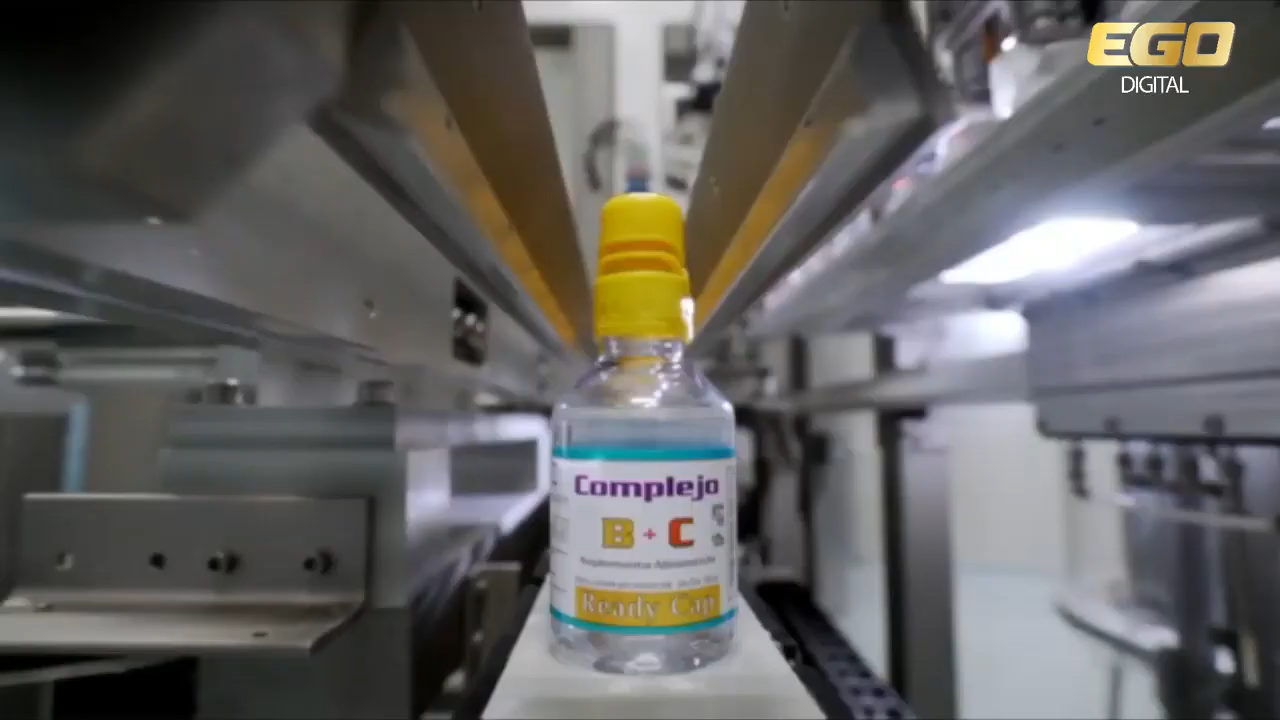 EGO
DIGITAL
Complejo
B + C
Suplemento Alimenticio
Ready Cap